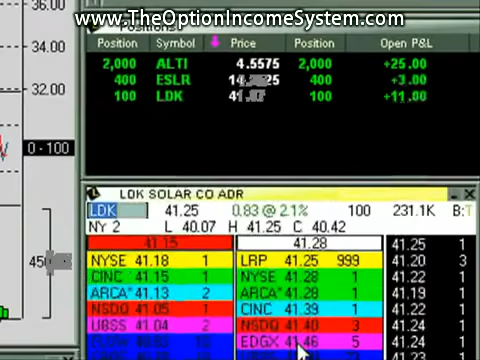 www.TheOptionIncomeSystem.com
36.00
Positions
Position Symbol Price Position Open P&L
34.00
2,000 ALTI 4.5575 2,000 +25.00
32.00
400 ESLR 400 +3.00
100 LDK 100 +11.00
0 - 100
LDK SOLAR CO ADR
LDK 41.25 0.83 @ 2.1% 100 231.1K B:T
NY 2 L 40.07 H 41.25 C 40.42
41.15 41.28 41.25 1
NYSE 41.18 1 LRP 41.25 999 41.20 3
CINC 41.15 1 NYSE 41.28 1 41.22 1
ARCA* 41.13 2 ARCA* 41.28 1 41.19 1
NSDQ 41.05 1 CINC 41.39 1 41.22 1
UBSS 41.04 2 NSDQ 41.40 3 41.24 1
EDGX 41.46 5 41.24 1
30.00